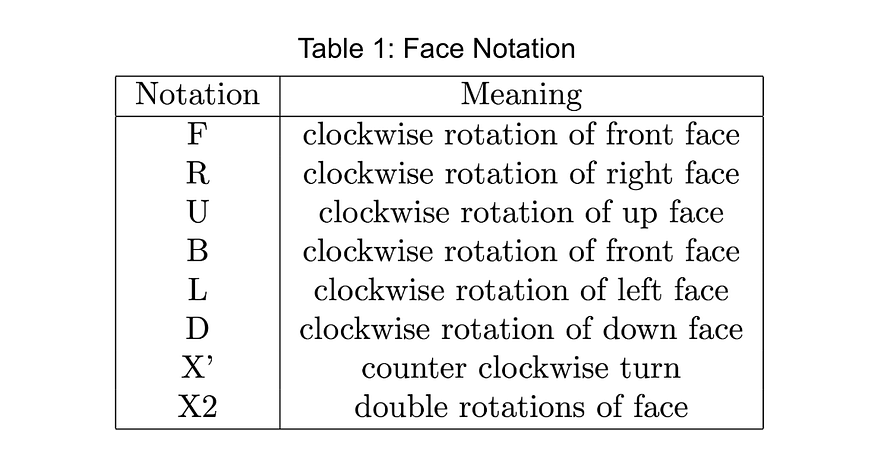 Table 1: Face Notation
Notation Meaning
F clockwise rotation of front face
R clockwise rotation of right face
U clockwise rotation of up face
B clockwise rotation of front face
L clockwise rotation of left face
D clockwise rotation of down face
X’ counter clockwise turn
X2 double rotations of face